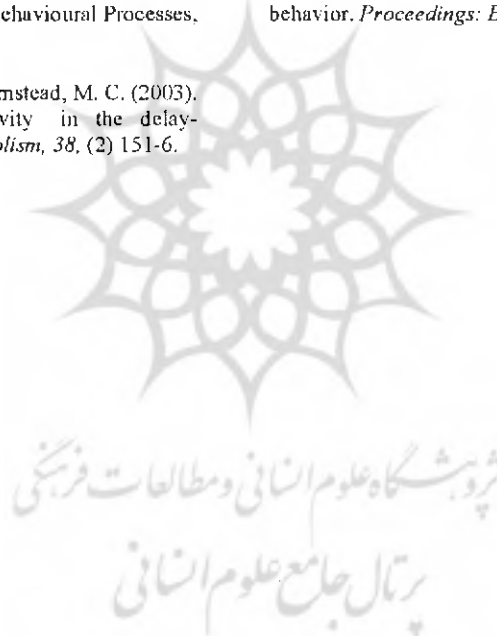 ehavioural Processes,
mstead, M. C. (2003).
vity in the delay-
olism, 38, (2) 151-6.
behavior. Proceedings: B
پژوهشگاه علوم انسانی و مطالعات فرهنگی
پرتال جامع علوم انسانی